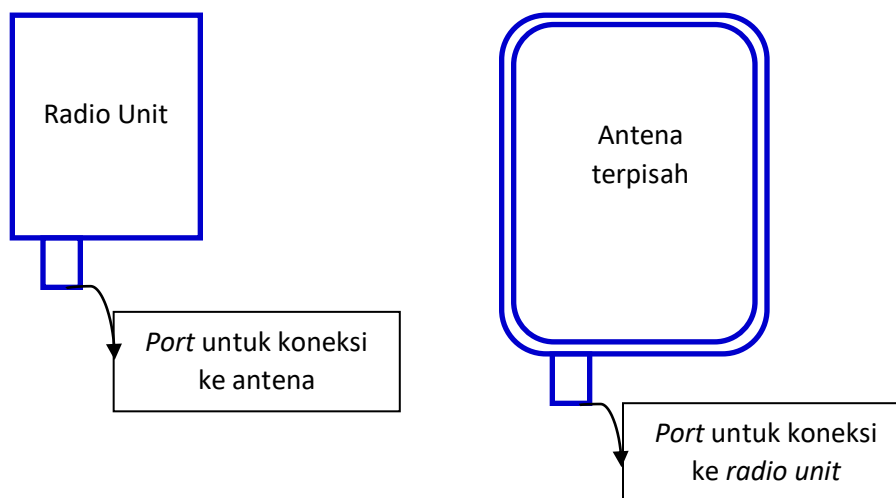 Radio Unit
Antena
terpisah
Port untuk koneksi
ke antena
Port untuk koneksi
ke radio unit